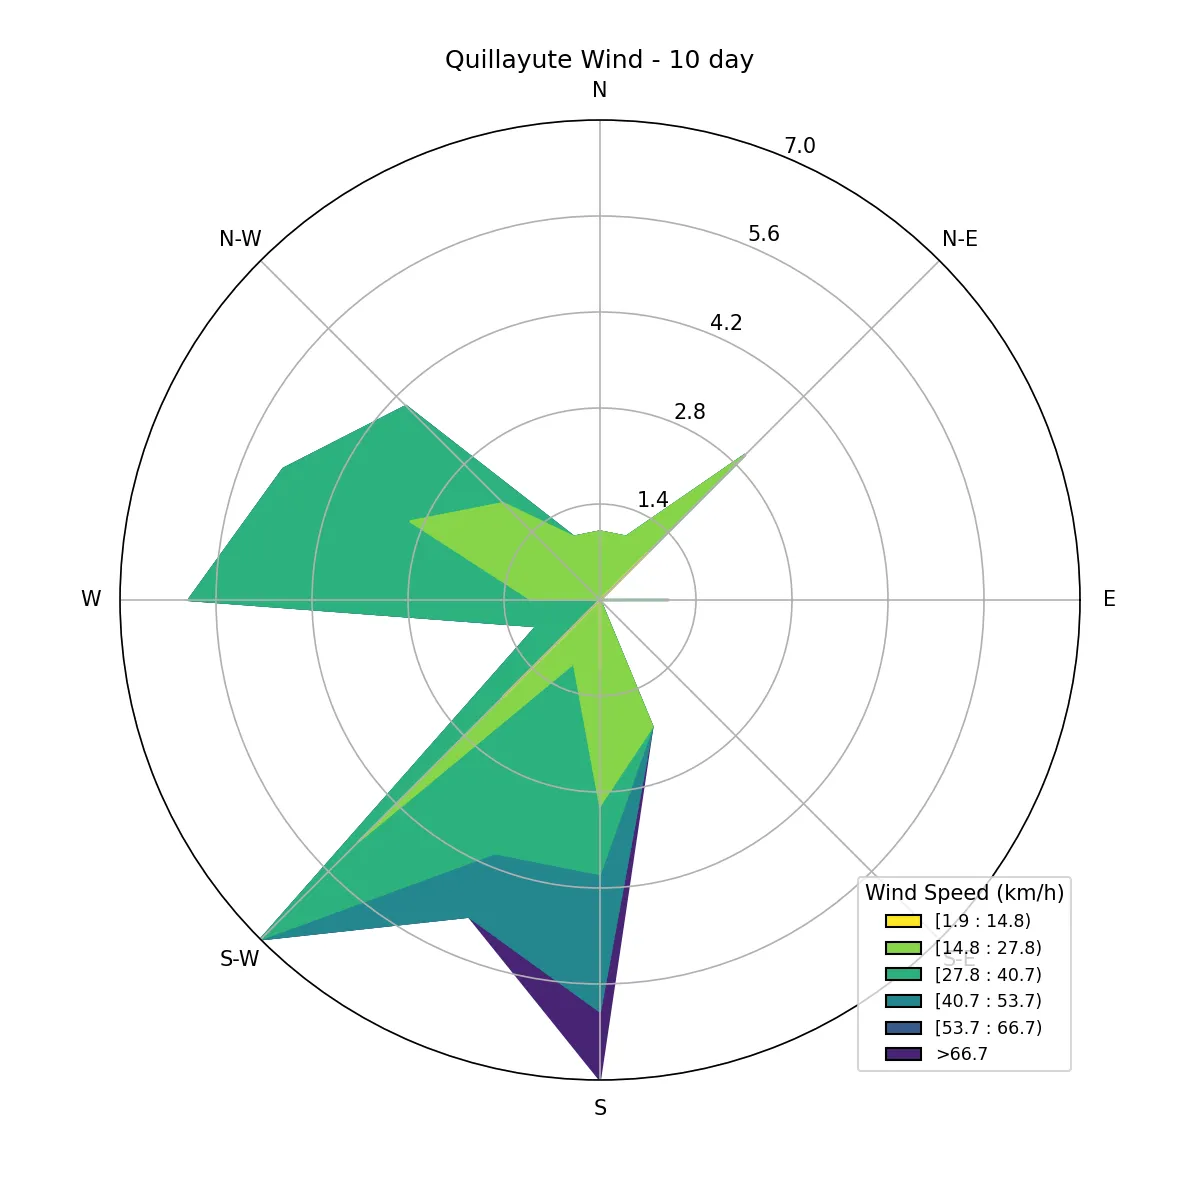 Quillayute Wind - 10 day
N
7.0
N-W
5.6
N-E
4.2
2.8
1.4
W
E
S-W
S-E
S
Wind Speed (km/h)
[1.9 : 14.8)
[14.8 : 27.8)
[27.8 : 40.7)
[40.7 : 53.7)
[53.7 : 66.7)
>66.7